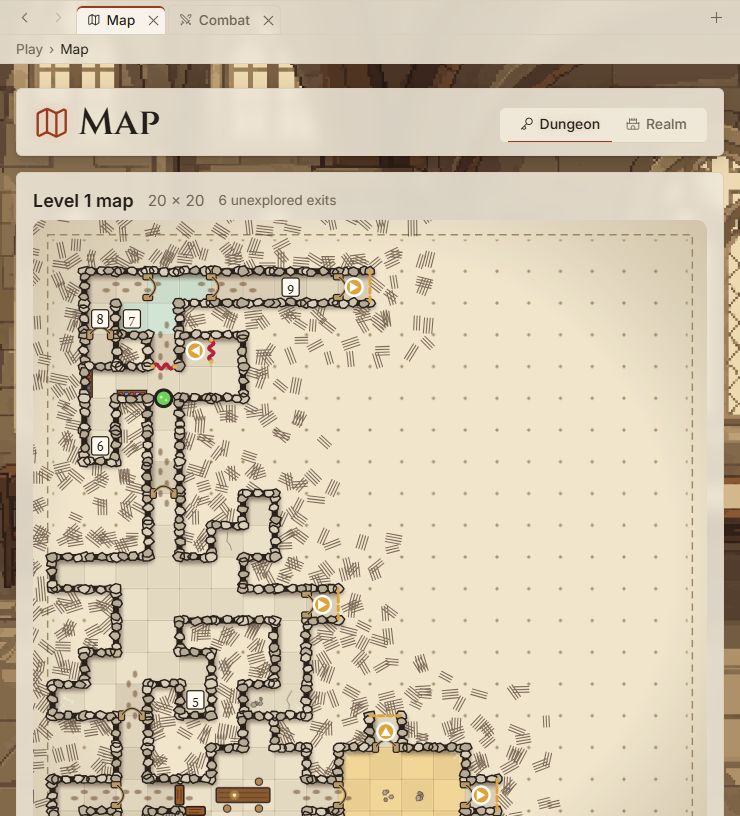 Map
Combat
Play › Map
Map
Dungeon
Realm
Level 1 map
20 × 20
6 unexplored exits
9
8
7
6
5